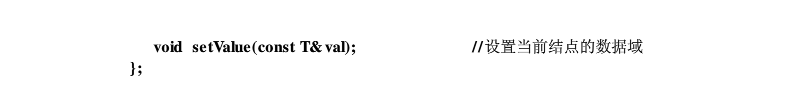 void setValue(const T& val); //设置当前结点的数据域
};